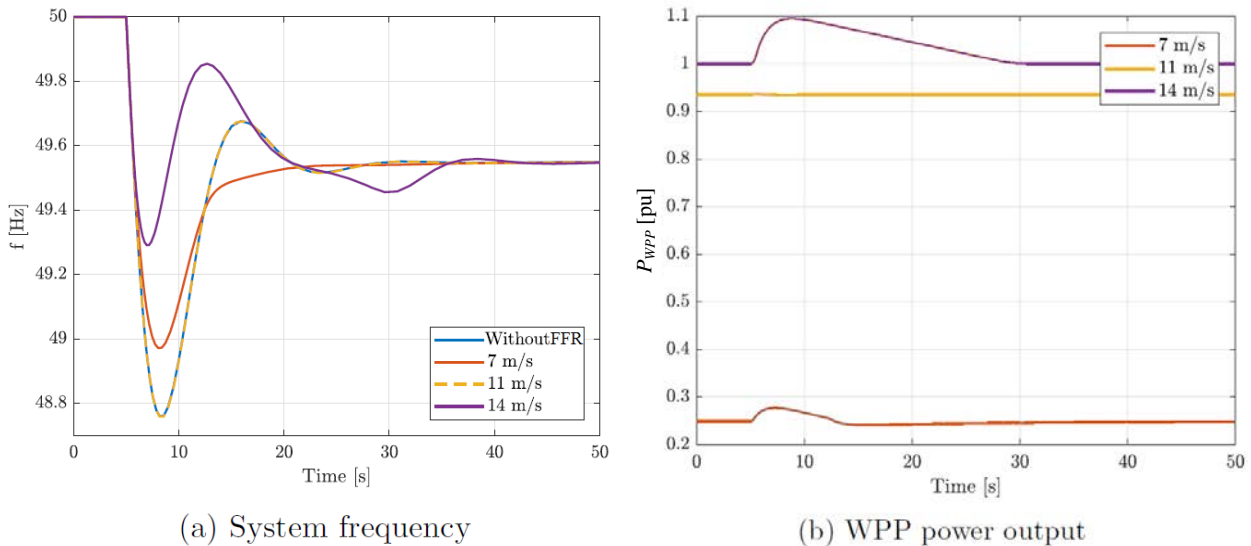 50
49.8
49.6
49.4
49.2
49
48.8
f [Hz]
0
10
20
30
40
50
Time [s]
WithoutFFR
7 m/s
11 m/s
14 m/s
(a) System frequency
1.1
1
0.9
0.8
0.7
0.6
0.5
0.4
0.3
0.2
P_WPP [pu]
0
10
20
30
40
50
Time [s]
7 m/s
11 m/s
14 m/s
(b) WPP power output